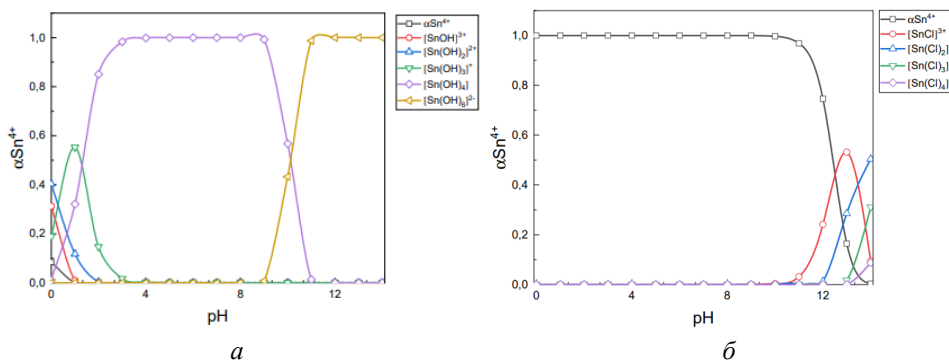 αSn⁴⁺
1,0
0,8
0,6
0,4
0,2
0,0
0
4
8
12
pH
αSn⁴⁺
[SnOH]³⁺
[Sn(OH)₂]²⁺
[Sn(OH)₃]⁺
[Sn(OH)₄]
[Sn(OH)₆]²⁻
а
αSn⁴⁺
1,0
0,8
0,6
0,4
0,2
0,0
0
4
8
12
pH
αSn⁴⁺
[SnCl]³⁺
[Sn(Cl)₂]
[Sn(Cl)₃]
[Sn(Cl)₄]
б